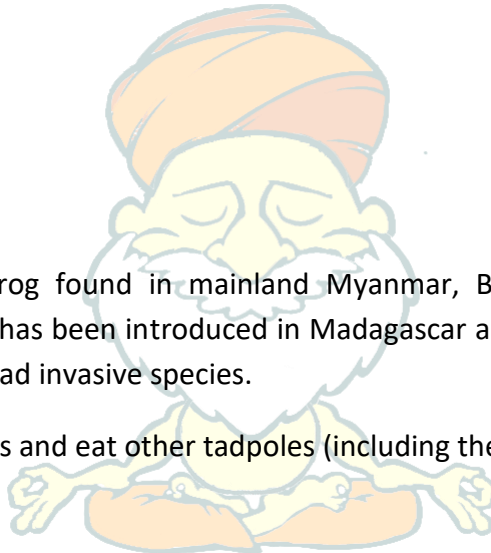 rog found in mainland Myanmar, B
has been introduced in Madagascar a
ad invasive species.
s and eat other tadpoles (including the